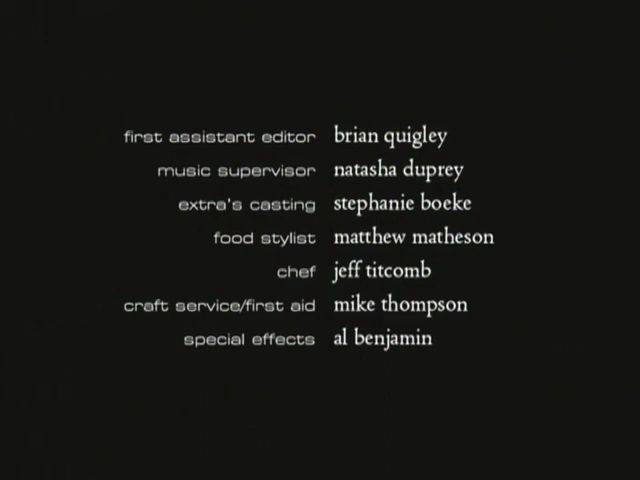 first assistant editor brian quigley
music supervisor natasha duprey
extra's casting stephanie boeke
food stylist matthew matheson
chef jeff titcomb
craft service/first aid mike thompson
special effects al benjamin